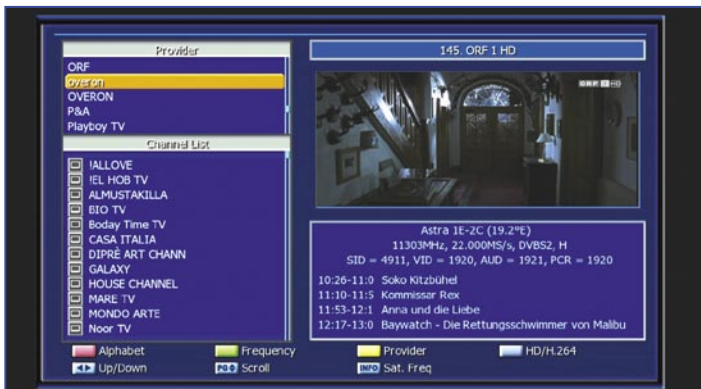 Provider
ORF
overon
OVERON
P&A
Playboy TV
Channel List
!ALLOVE
!EL HOB TV
ALMUSTAKILLA
BIO TV
Boday Time TV
CASA ITALIA
DIPRÈ ART CHANN
GALAXY
HOUSE CHANNEL
MARE TV
MONDO ARTE
Noor TV
145. ORF 1 HD
ORF 1 HD
Astra 1E-2C (19.2°E)
11303MHz, 22.000MS/s, DVBS2, H
SID = 4911, VID = 1920, AUD = 1921, PCR = 1920
10:26-11:0 Soko Kitzbühel
11:10-11:5 Kommissar Rex
11:53-12:1 Anna und die Liebe
12:17-13:0 Baywatch - Die Rettungsschwimmer von Malibu
Alphabet Frequency Provider HD/H.264
Up/Down PG Scroll INFO Sat. Freq